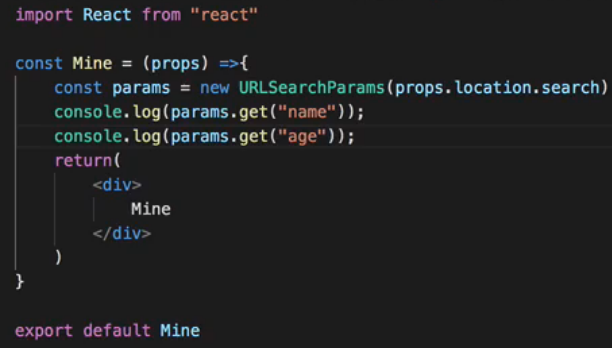 import React from "react"
const Mine = (props) =>{
const params = new URLSearchParams(props.location.search)
console.log(params.get("name"));
console.log(params.get("age"));
return(
<div>
Mine
</div>
)
}
export default Mine